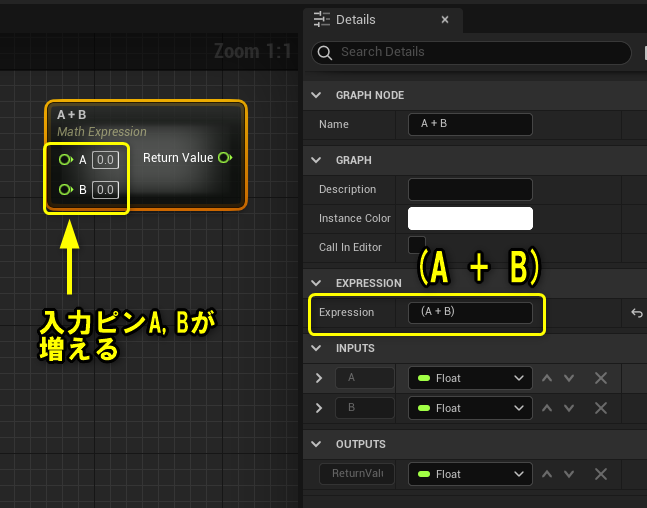 Zoom 1:1
A + B
Math Expression
A 0.0
Return Value
B 0.0
入力ピンA, Bが
増える
Details
Search Details
GRAPH NODE
Name A + B
GRAPH
Description
Instance Color
Call In Editor
(A + B)
EXPRESSION
Expression (A + B)
INPUTS
A Float
B Float
OUTPUTS
ReturnValu Float